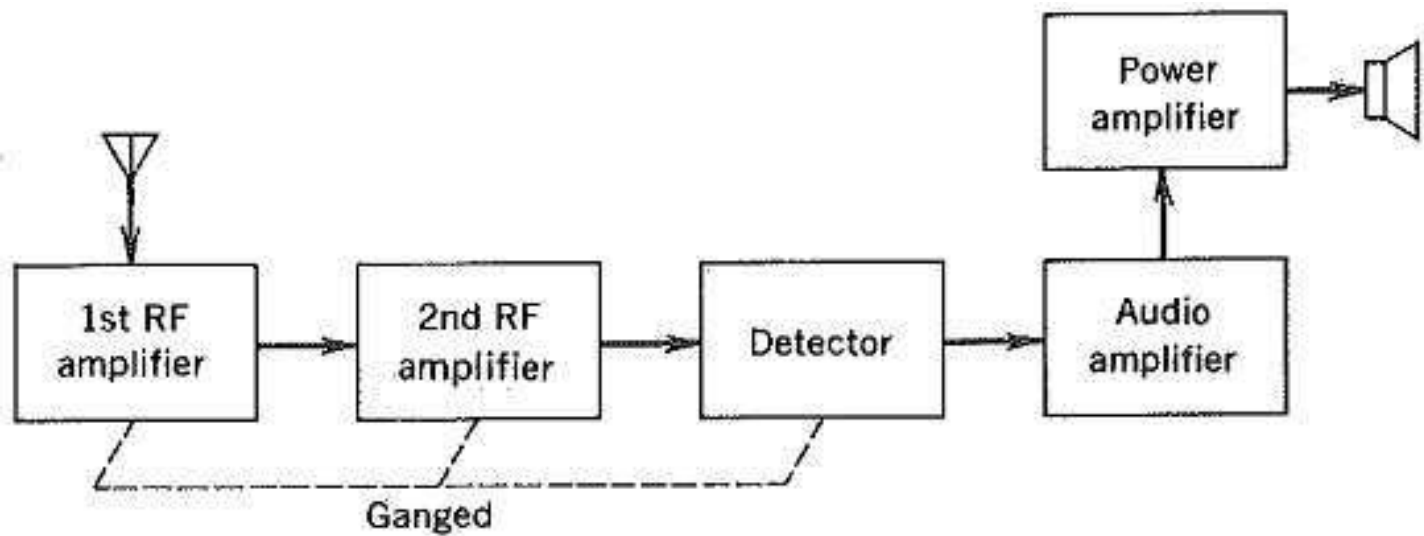 1st RF
amplifier
2nd RF
amplifier
Detector
Audio
amplifier
Power
amplifier
Ganged